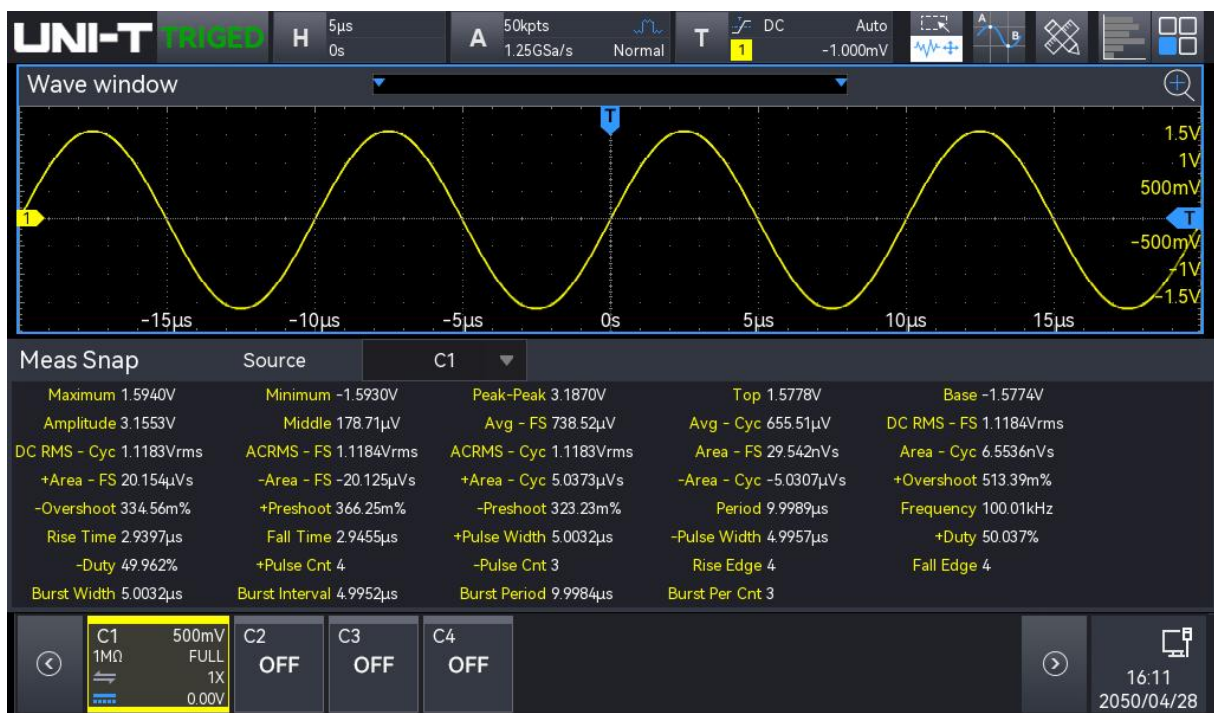 UNI-T TRIGED H 5µs A 50kpts T DC Auto A B
0s 1.25GSa/s Normal 1 -1.000mV
Wave window
T
1.5V
1V
500mV
1 T
-500mV
-1V
-1.5V
-15µs -10µs -5µs 0s 5µs 10µs 15µs
Meas Snap Source C1
Maximum 1.5940V Minimum -1.5930V Peak-Peak 3.1870V Top 1.5778V Base -1.5774V
Amplitude 3.1553V Middle 178.71µV Avg - FS 738.52µV Avg - Cyc 655.51µV DC RMS - FS 1.1184Vrms
DC RMS - Cyc 1.1183Vrms ACRMS - FS 1.1184Vrms ACRMS - Cyc 1.1183Vrms Area - FS 29.542nVs Area - Cyc 6.5536nVs
+Area - FS 20.154µVs -Area - FS -20.125µVs +Area - Cyc 5.0373µVs -Area - Cyc -5.0307µVs +Overshoot 513.39m%
-Overshoot 334.56m% +Preshoot 366.25m% -Preshoot 323.23m% Period 9.9989µs Frequency 100.01kHz
Rise Time 2.9397µs Fall Time 2.9455µs +Pulse Width 5.0032µs -Pulse Width 4.9957µs +Duty 50.037%
-Duty 49.962% +Pulse Cnt 4 -Pulse Cnt 3 Rise Edge 4 Fall Edge 4
Burst Width 5.0032µs Burst Interval 4.9952µs Burst Period 9.9984µs Burst Per Cnt 3
C1 500mV C2 C3 C4
1MΩ FULL OFF OFF OFF
1X
0.00V
16:11
2050/04/28